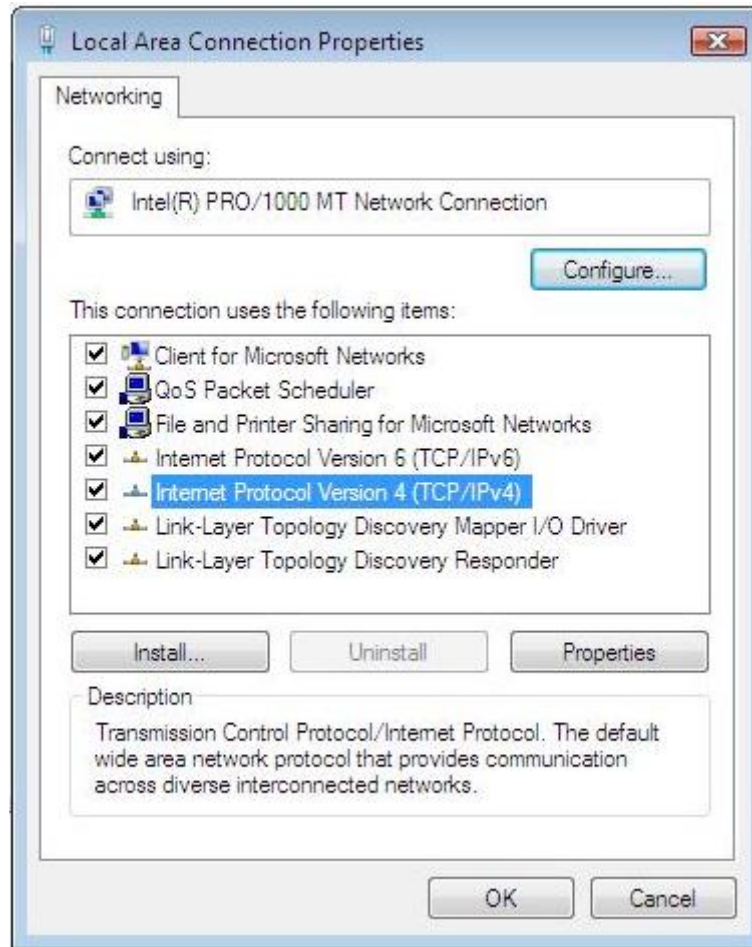 Local Area Connection Properties
Networking
Connect using:
Intel(R) PRO/1000 MT Network Connection
Configure...
This connection uses the following items:
Client for Microsoft Networks
QoS Packet Scheduler
File and Printer Sharing for Microsoft Networks
Internet Protocol Version 6 (TCP/IPv6)
Internet Protocol Version 4 (TCP/IPv4)
Link-Layer Topology Discovery Mapper I/O Driver
Link-Layer Topology Discovery Responder
Install... Uninstall Properties
Description
Transmission Control Protocol/Internet Protocol. The default
wide area network protocol that provides communication
across diverse interconnected networks.
OK Cancel